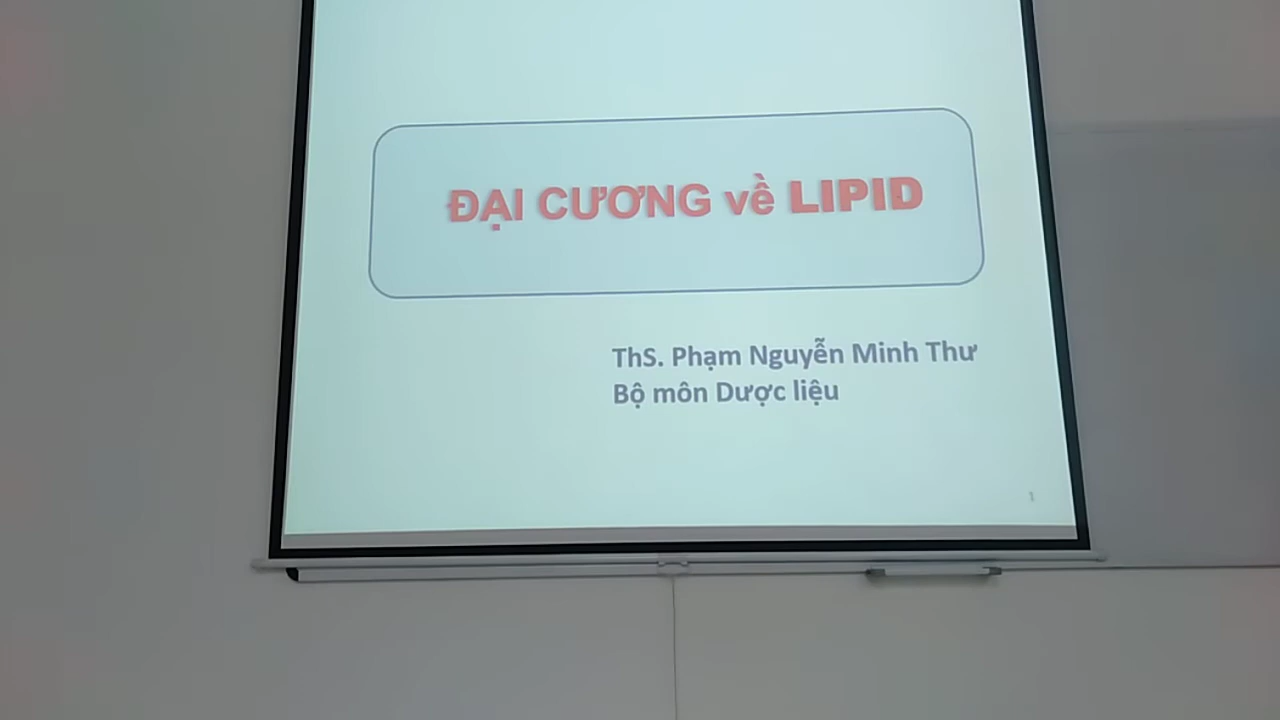 ĐẠI CƯƠNG về LIPID
ThS. Phạm Nguyễn Minh Thư
Bộ môn Dược liệu
1